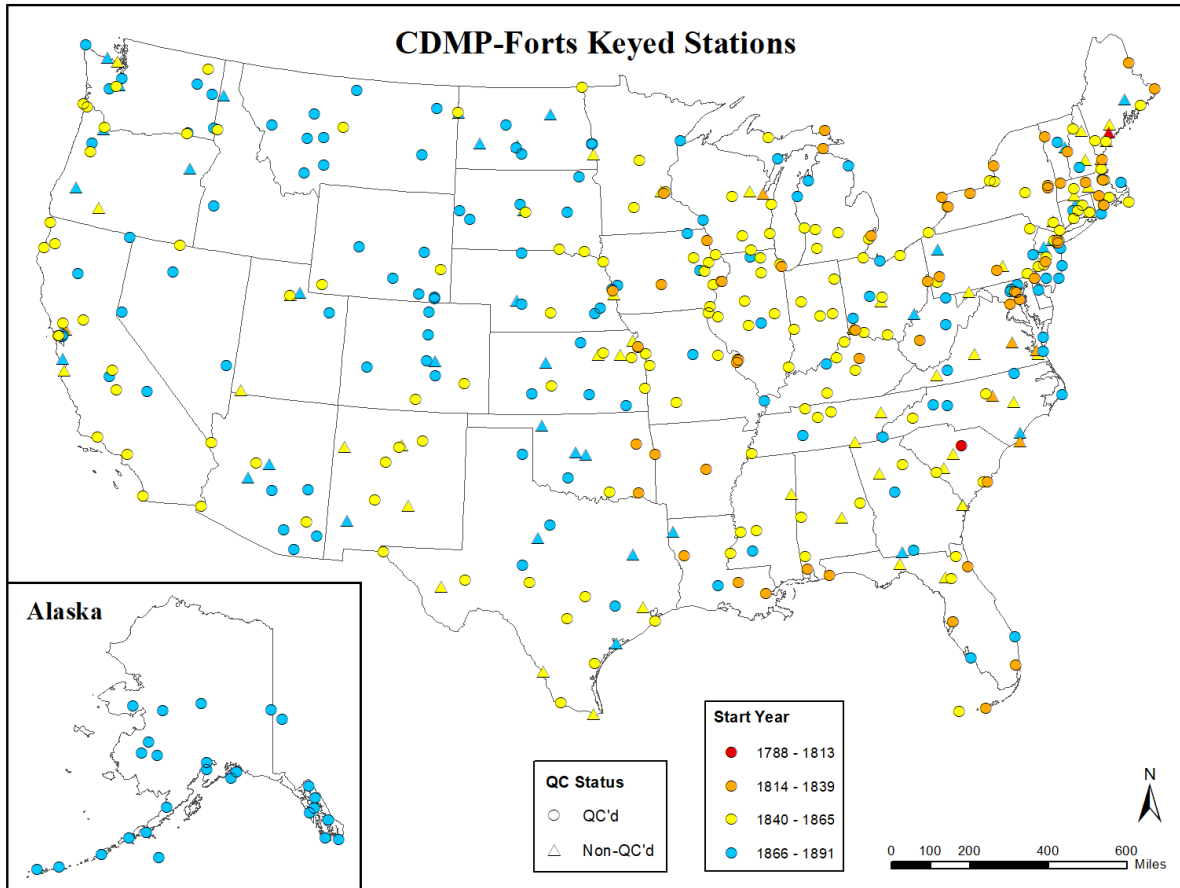 CDMP-Forts Keyed Stations
Alaska
QC Status
QC'd
Non-QC'd
Start Year
1788 - 1813
1814 - 1839
1840 - 1865
1866 - 1891
N
0 100 200 400 600
Miles